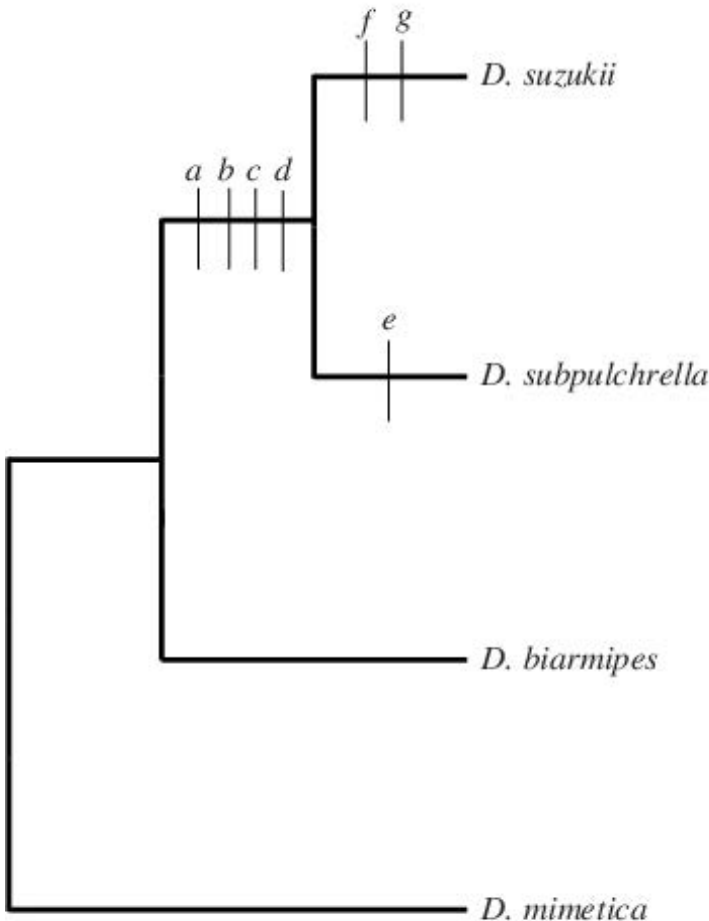 f g
D. suzukii
a b c d
e
D. subpulchrella
D. biarmipes
D. mimetica